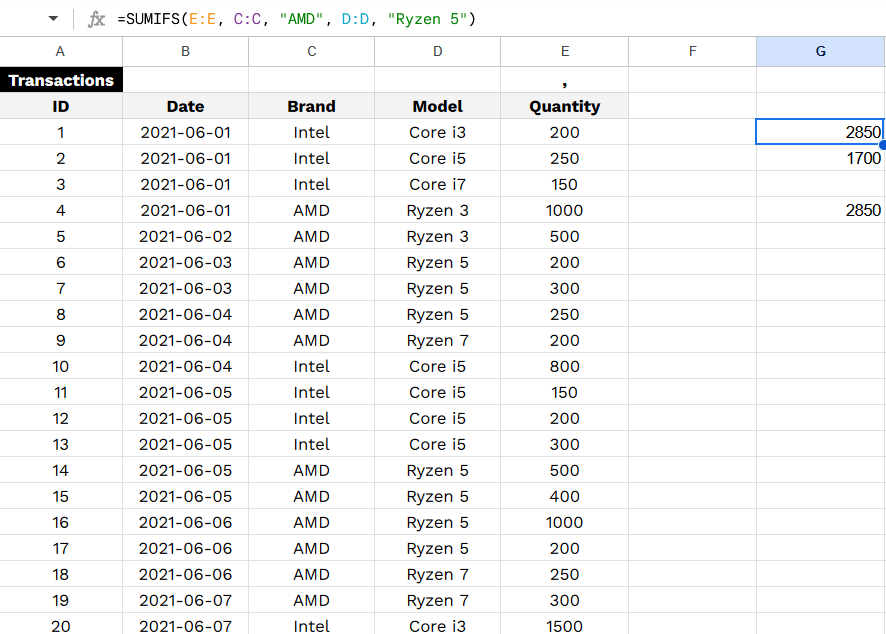 fx =SUMIFS(E:E, C:C, "AMD", D:D, "Ryzen 5")
A B C D E F G
Transactions ,
ID Date Brand Model Quantity
1 2021-06-01 Intel Core i3 200 2850
2 2021-06-01 Intel Core i5 250 1700
3 2021-06-01 Intel Core i7 150
4 2021-06-01 AMD Ryzen 3 1000 2850
5 2021-06-02 AMD Ryzen 3 500
6 2021-06-03 AMD Ryzen 5 200
7 2021-06-03 AMD Ryzen 5 300
8 2021-06-04 AMD Ryzen 5 250
9 2021-06-04 AMD Ryzen 7 200
10 2021-06-04 Intel Core i5 800
11 2021-06-05 Intel Core i5 150
12 2021-06-05 Intel Core i5 200
13 2021-06-05 Intel Core i5 300
14 2021-06-05 AMD Ryzen 5 500
15 2021-06-05 AMD Ryzen 5 400
16 2021-06-06 AMD Ryzen 5 1000
17 2021-06-06 AMD Ryzen 5 200
18 2021-06-06 AMD Ryzen 7 250
19 2021-06-07 AMD Ryzen 7 300
20 2021-06-07 Intel Core i3 1500